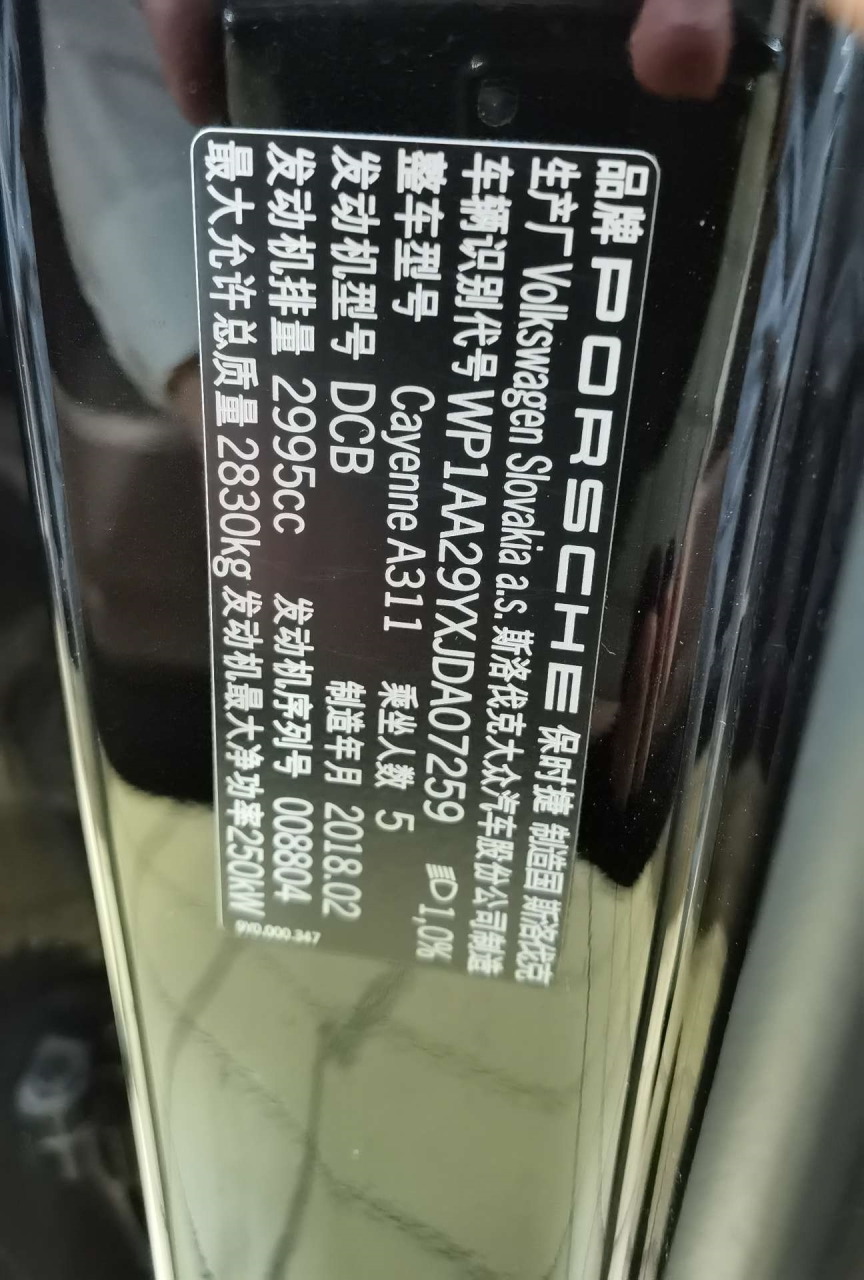 品牌 PORSCHE 保时捷 制造国 斯洛伐克
生产厂 Volkswagen Slovakia a.s. 斯洛伐克大众汽车股份公司制造
车辆识别代号 WP1AA29YXJDA07259 1,0%
整车型号 Cayenne A311 乘坐人数 5
发动机型号 DCB 制造年月 2018.02
发动机排量 2995cc 发动机序列号 008804
最大允许总质量 2830kg 发动机最大净功率250kW
9Y0.000.347